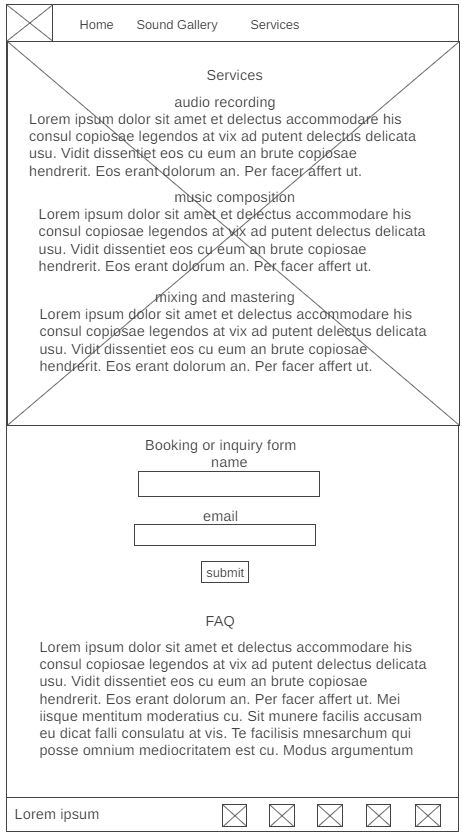 Home Sound Gallery Services
Services
audio recording
Lorem ipsum dolor sit amet et delectus accommodare his
consul copiosae legendos at vix ad putent delectus delicata
usu. Vidit dissentiet eos cu eum an brute copiosae
hendrerit. Eos erant dolorum an. Per facer affert ut.
music composition
Lorem ipsum dolor sit amet et delectus accommodare his
consul copiosae legendos at vix ad putent delectus delicata
usu. Vidit dissentiet eos cu eum an brute copiosae
hendrerit. Eos erant dolorum an. Per facer affert ut.
mixing and mastering
Lorem ipsum dolor sit amet et delectus accommodare his
consul copiosae legendos at vix ad putent delectus delicata
usu. Vidit dissentiet eos cu eum an brute copiosae
hendrerit. Eos erant dolorum an. Per facer affert ut.
Booking or inquiry form
name
email
submit
FAQ
Lorem ipsum dolor sit amet et delectus accommodare his
consul copiosae legendos at vix ad putent delectus delicata
usu. Vidit dissentiet eos cu eum an brute copiosae
hendrerit. Eos erant dolorum an. Per facer affert ut. Mei
iisque mentitum moderatius cu. Sit munere facilis accusam
eu dicat falli consulatu at vis. Te facilisis mnesarchum qui
posse omnium mediocritatem est cu. Modus argumentum
Lorem ipsum